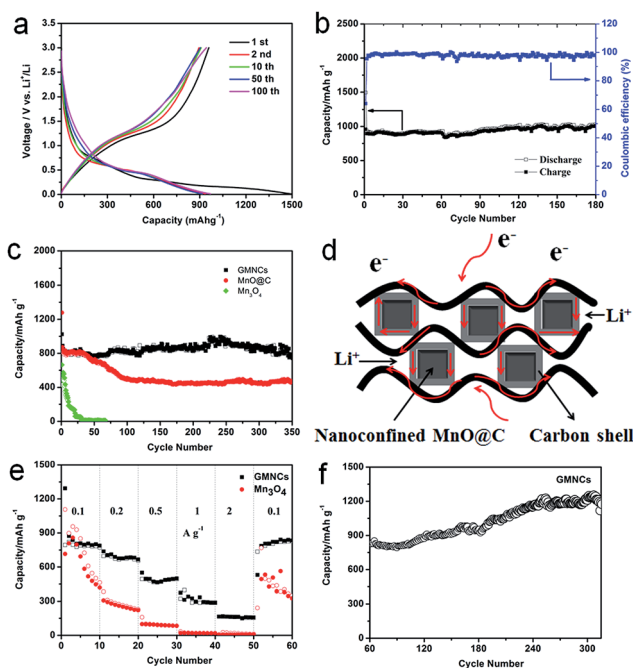 a
3.5
3.0
2.5
2.0
1.5
1.0
0.5
0.0
Voltage / V vs. Li⁺/Li
1 st
2 nd
10 th
50 th
100 th
0
300
600
900
1200
1500
Capacity (mAhg⁻¹)
b
2500
2000
1500
1000
500
0
Capacity/mAh g⁻¹
120
100
80
60
40
20
0
Coulombic efficiency (%)
Discharge
Charge
0
30
60
90
120
150
180
Cycle Number
c
2000
1600
1200
800
400
0
Capacity/mAh g⁻¹
GMNCs
MnO@C
Mn₃O₄
0
50
100
150
200
250
300
350
Cycle Number
d
e⁻
e⁻
e⁻
Li⁺
Li⁺
Nanoconfined MnO@C
Carbon shell
e
1500
1200
900
600
300
0
Capacity/mAh g⁻¹
GMNCs
Mn₃O₄
0.1
0.2
0.5
1
2
0.1
A g⁻¹
0
10
20
30
40
50
60
Cycle Number
f
1500
1200
900
600
300
0
Capacity/mAh g⁻¹
GMNCs
60
120
180
240
300
Cycle Number